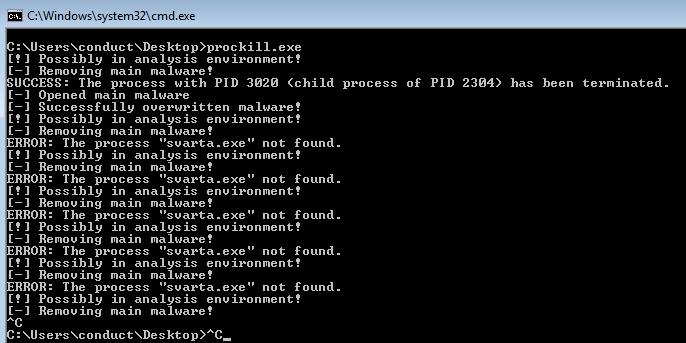 C:\Windows\system32\cmd.exe
C:\Users\conduct\Desktop>prockill.exe
[!] Possibly in analysis environment!
[-] Removing main malware!
SUCCESS: The process with PID 3020 (child process of PID 2304) has been terminated.
[-] Opened main malware
[-] Successfully overwritten malware!
[!] Possibly in analysis environment!
[-] Removing main malware!
ERROR: The process "svarta.exe" not found.
[!] Possibly in analysis environment!
[-] Removing main malware!
ERROR: The process "svarta.exe" not found.
[!] Possibly in analysis environment!
[-] Removing main malware!
ERROR: The process "svarta.exe" not found.
[!] Possibly in analysis environment!
[-] Removing main malware!
ERROR: The process "svarta.exe" not found.
[!] Possibly in analysis environment!
[-] Removing main malware!
ERROR: The process "svarta.exe" not found.
[!] Possibly in analysis environment!
[-] Removing main malware!
^C
C:\Users\conduct\Desktop>^C_